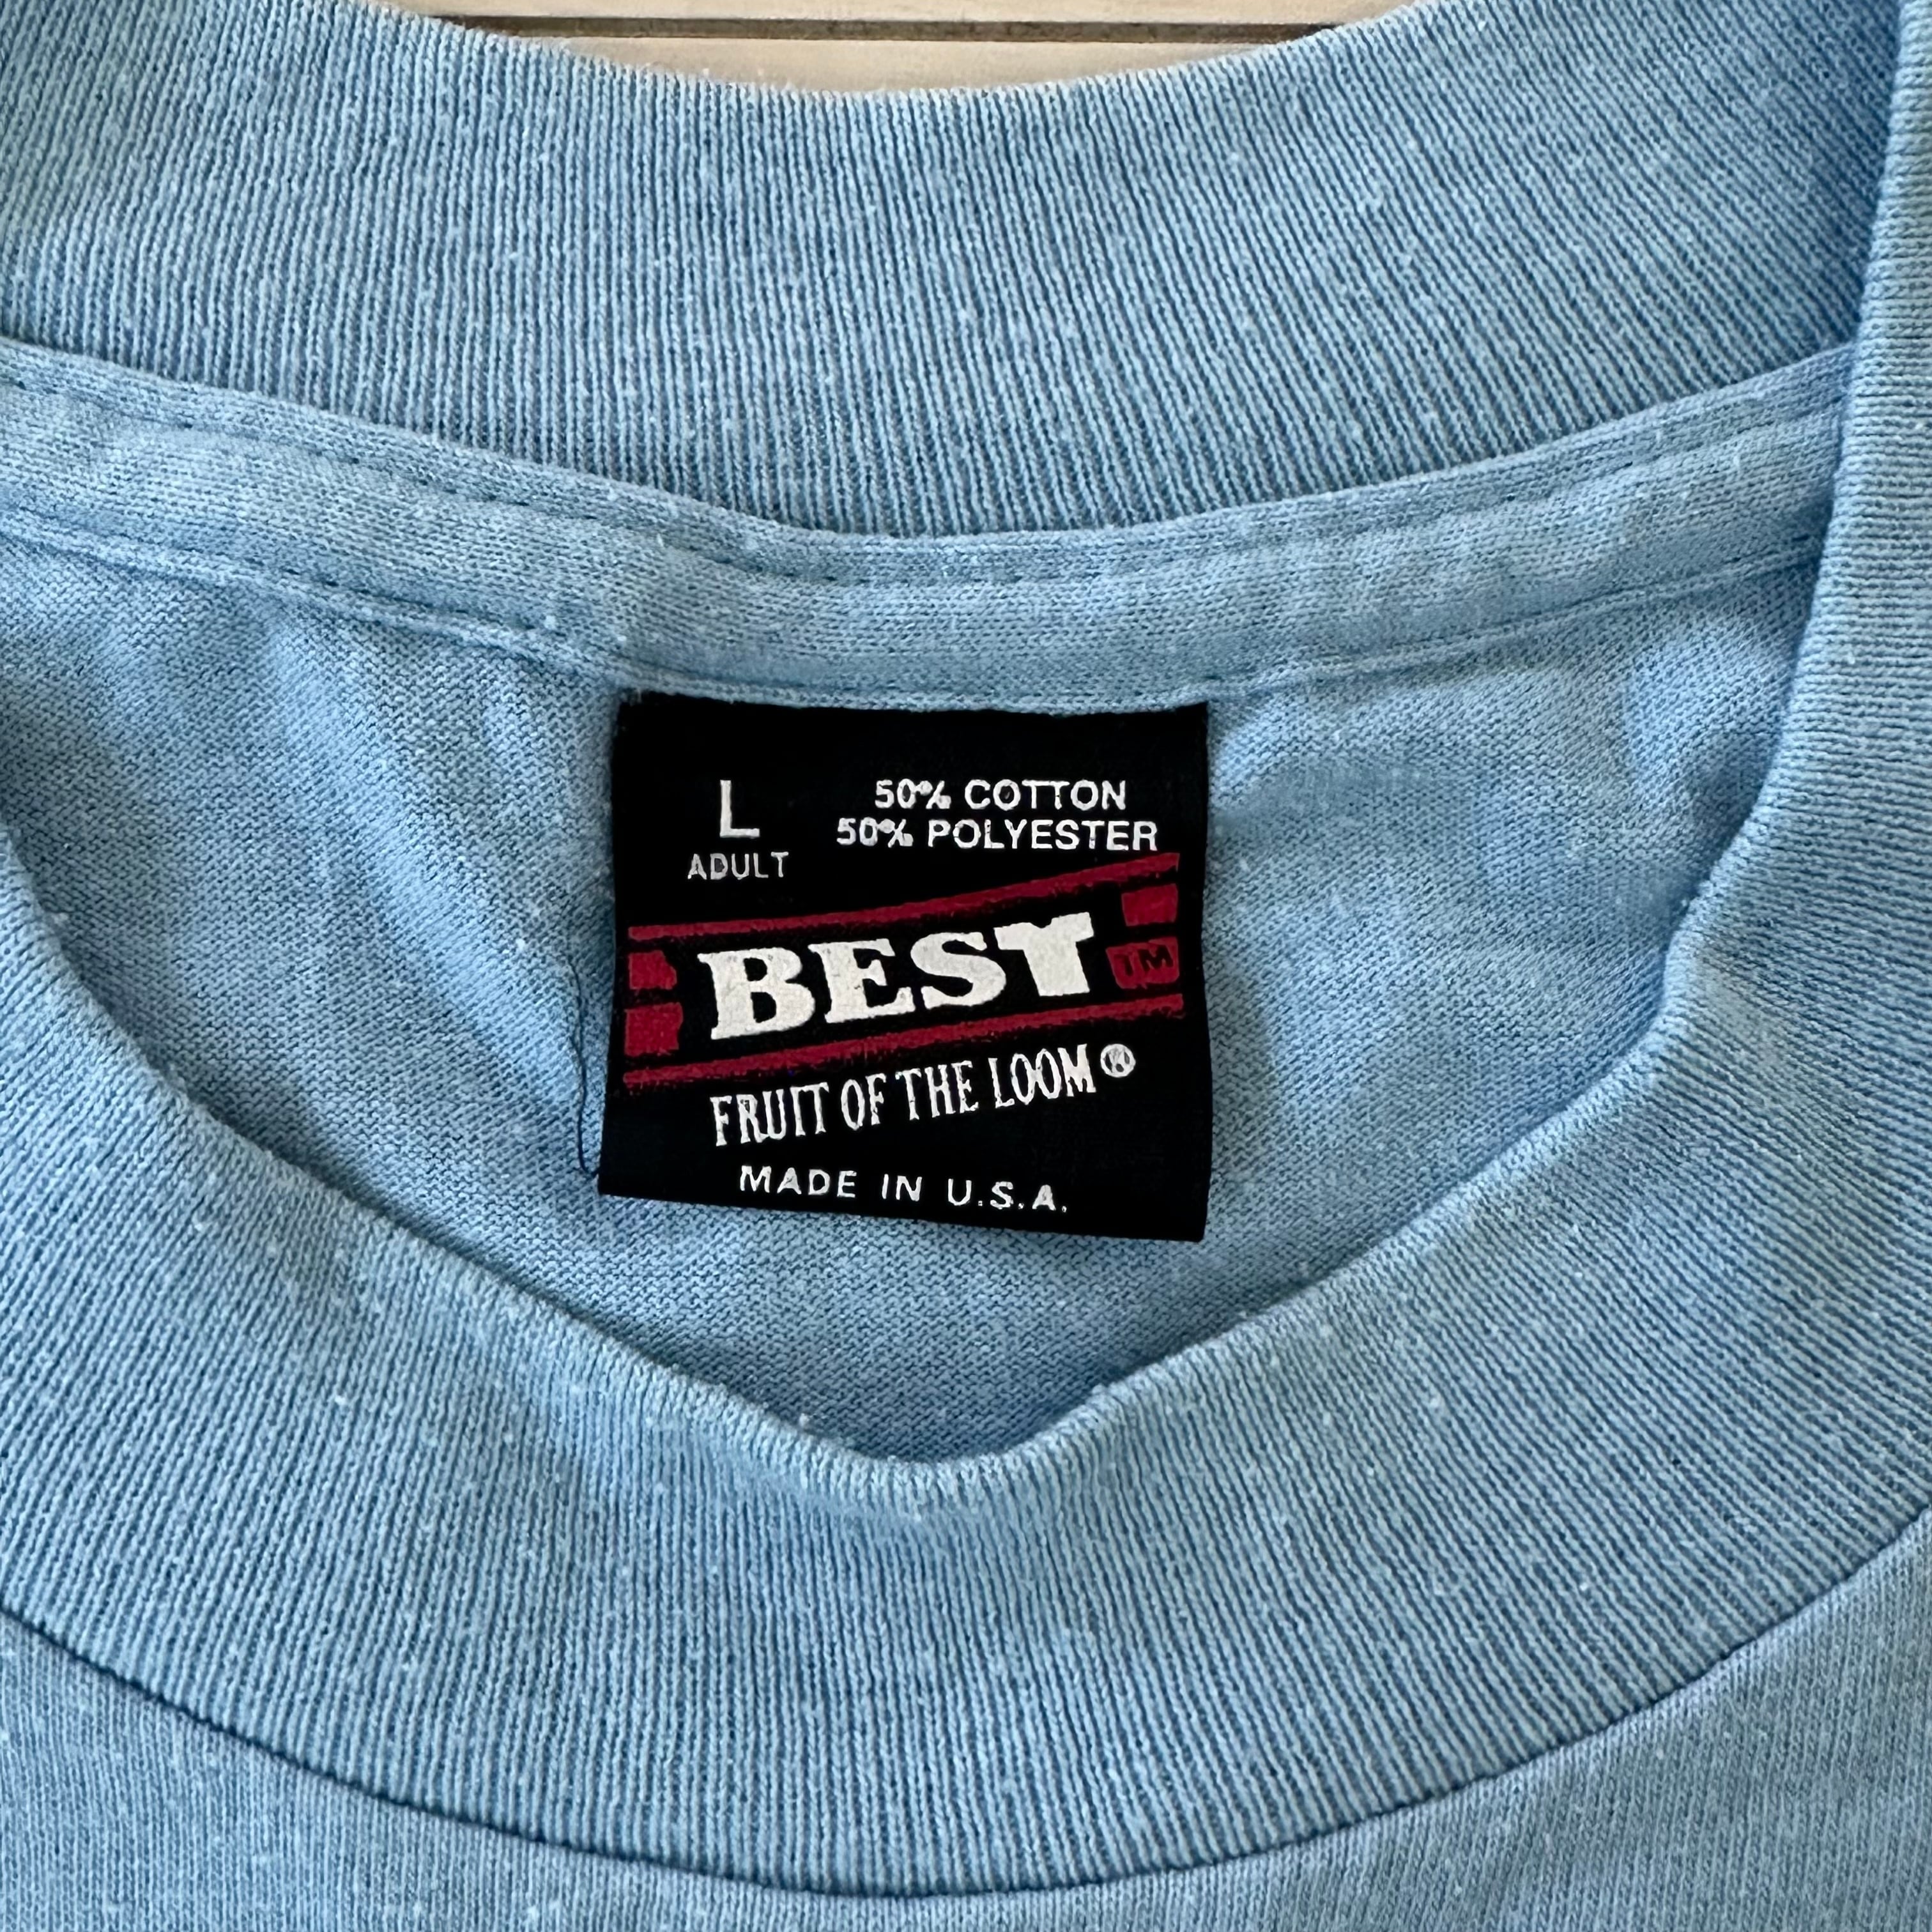 L
ADULT
50% COTTON
50% POLYESTER
BEST
TM
FRUIT OF THE LOOM®
MADE IN U.S.A.